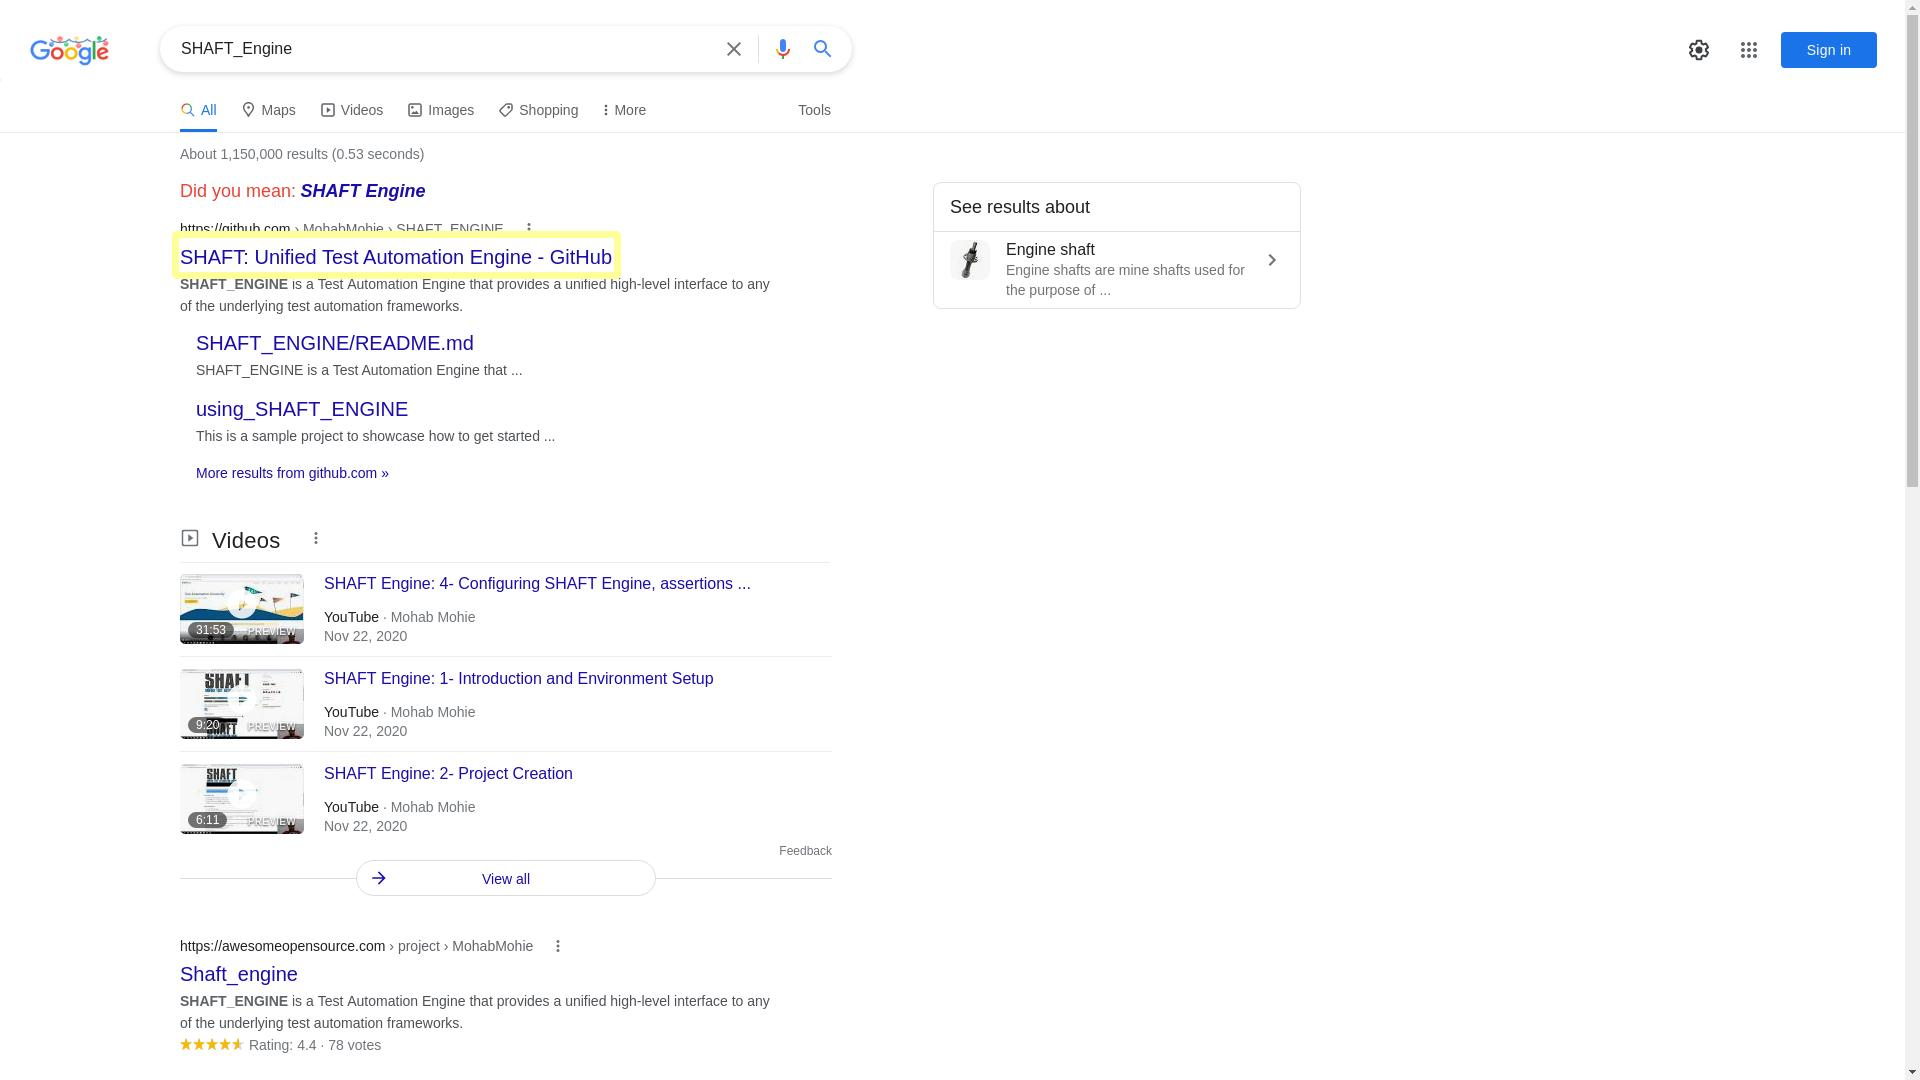 Google
SHAFT_Engine
Sign in
All
Maps
Videos
Images
Shopping
More
Tools
About 1,150,000 results (0.53 seconds)
Did you mean: SHAFT Engine
https://github.com › MohabMohie › SHAFT_ENGINE
SHAFT: Unified Test Automation Engine - GitHub
SHAFT_ENGINE is a Test Automation Engine that provides a unified high-level interface to any
of the underlying test automation frameworks.
SHAFT_ENGINE/README.md
SHAFT_ENGINE is a Test Automation Engine that ...
using_SHAFT_ENGINE
This is a sample project to showcase how to get started ...
More results from github.com »
See results about
Engine shaft
Engine shafts are mine shafts used for
the purpose of ...
Videos
SHAFT Engine: 4- Configuring SHAFT Engine, assertions ...
31:53
PREVIEW
YouTube · Mohab Mohie
Nov 22, 2020
SHAFT
SHAFT Engine: 1- Introduction and Environment Setup
9:20
PREVIEW
YouTube · Mohab Mohie
Nov 22, 2020
SHAFT
SHAFT Engine: 2- Project Creation
6:11
PREVIEW
YouTube · Mohab Mohie
Nov 22, 2020
Feedback
View all
https://awesomeopensource.com › project › MohabMohie
Shaft_engine
SHAFT_ENGINE is a Test Automation Engine that provides a unified high-level interface to any
of the underlying test automation frameworks.
Rating: 4.4 · 78 votes